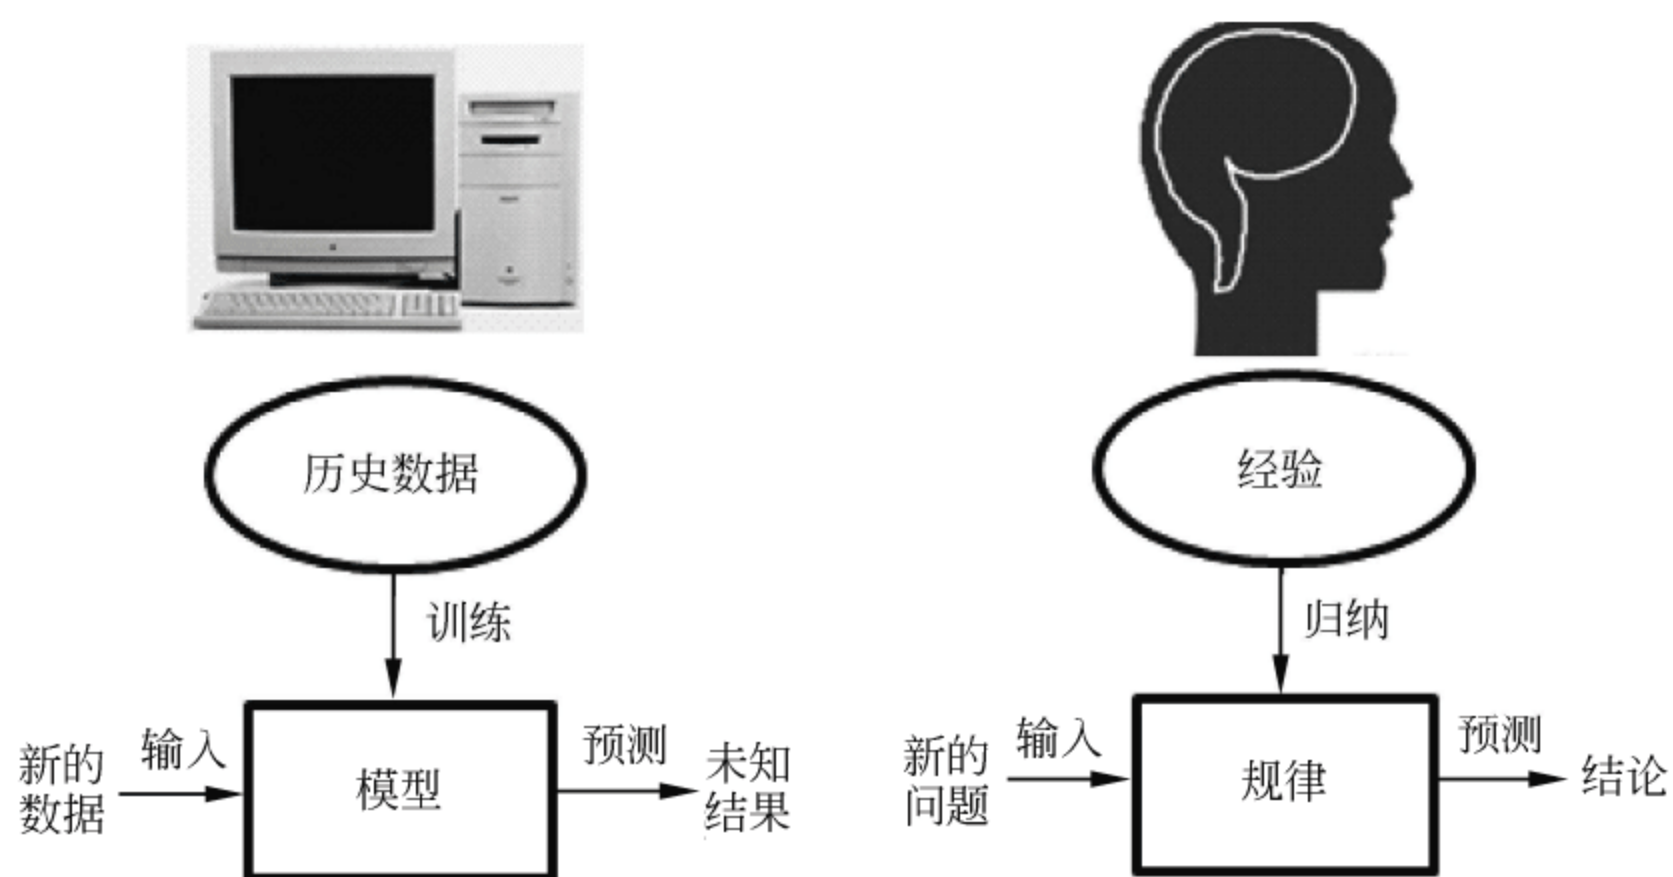 历史数据
训练
新的
数据
输入
模型
预测
未知
结果
经验
归纳
新的
问题
输入
规律
预测
结论